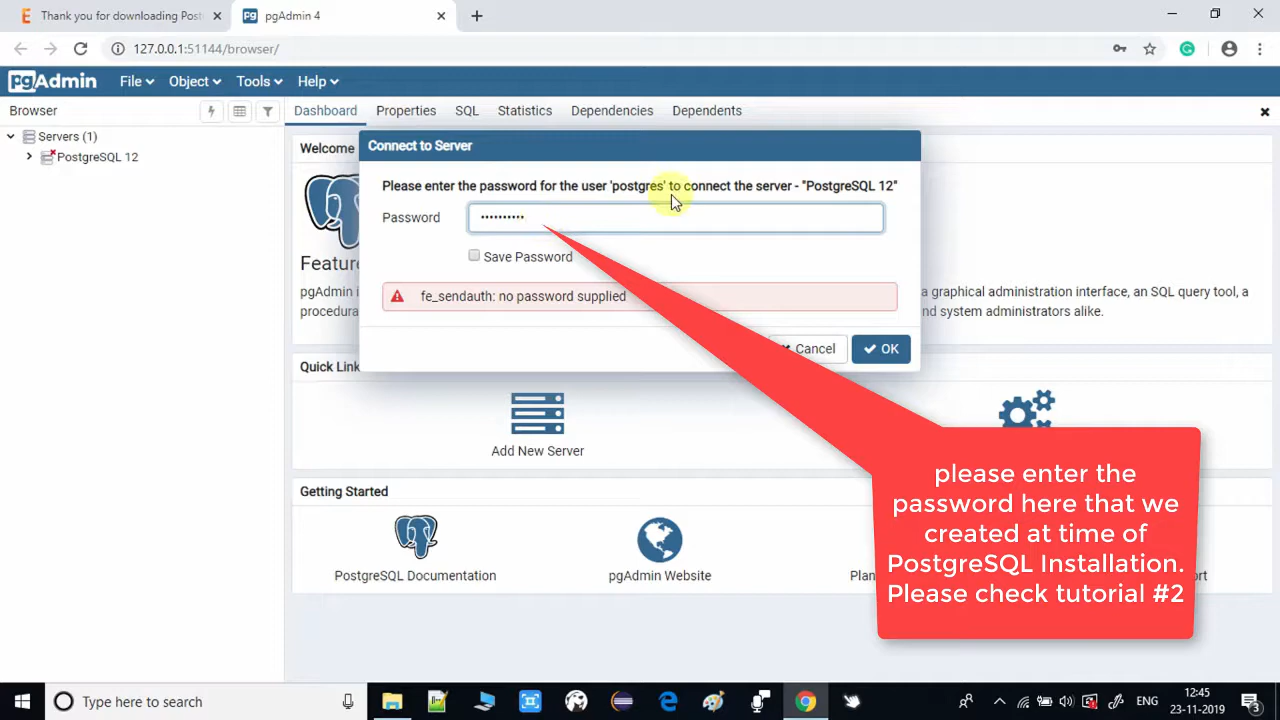 Thank you for downloading Post
pgAdmin 4
127.0.0.1:51144/browser/
pgAdmin
File
Object
Tools
Help
Browser
Dashboard
Properties
SQL
Statistics
Dependencies
Dependents
Servers (1)
PostgreSQL 12
Welcome
Connect to Server
Please enter the password for the user 'postgres' to connect the server - "PostgreSQL 12"
Password
••••••••••
Save Password
fe_sendauth: no password supplied
Cancel
OK
Feature
pgAdmin i
a graphical administration interface, an SQL query tool, a
procedura
nd system administrators alike.
Quick Link
Add New Server
Getting Started
PostgreSQL Documentation
pgAdmin Website
Plan
ort
please enter the
password here that we
created at time of
PostgreSQL Installation.
Please check tutorial #2
Type here to search
ENG
12:45
23-11-2019
3